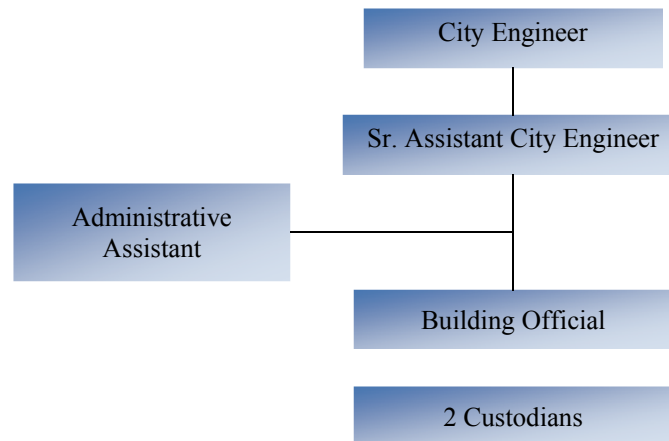 City Engineer
Sr. Assistant City Engineer
Administrative
Assistant
Building Official
2 Custodians